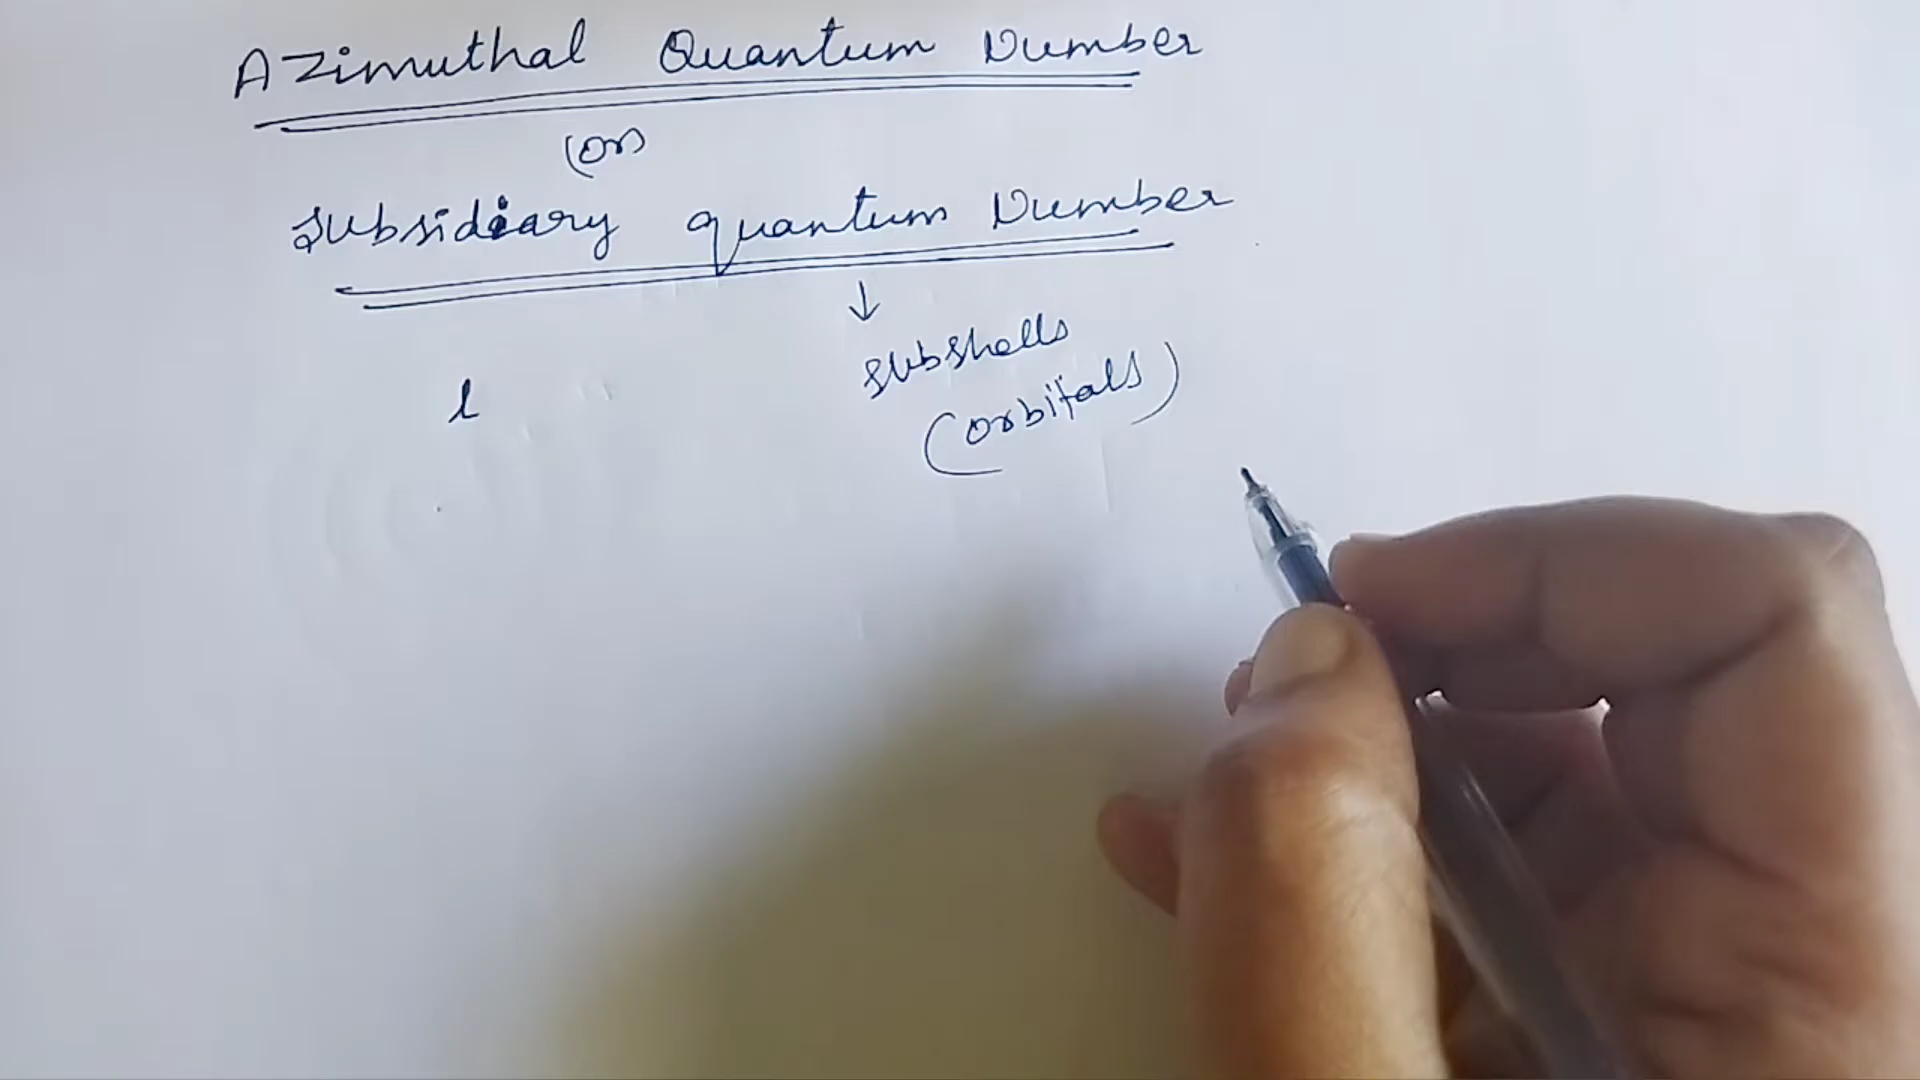 Azimuthal Quantum Number
(or)
Subsidiary quantum Number
↓
subshells
l
(orbitals)